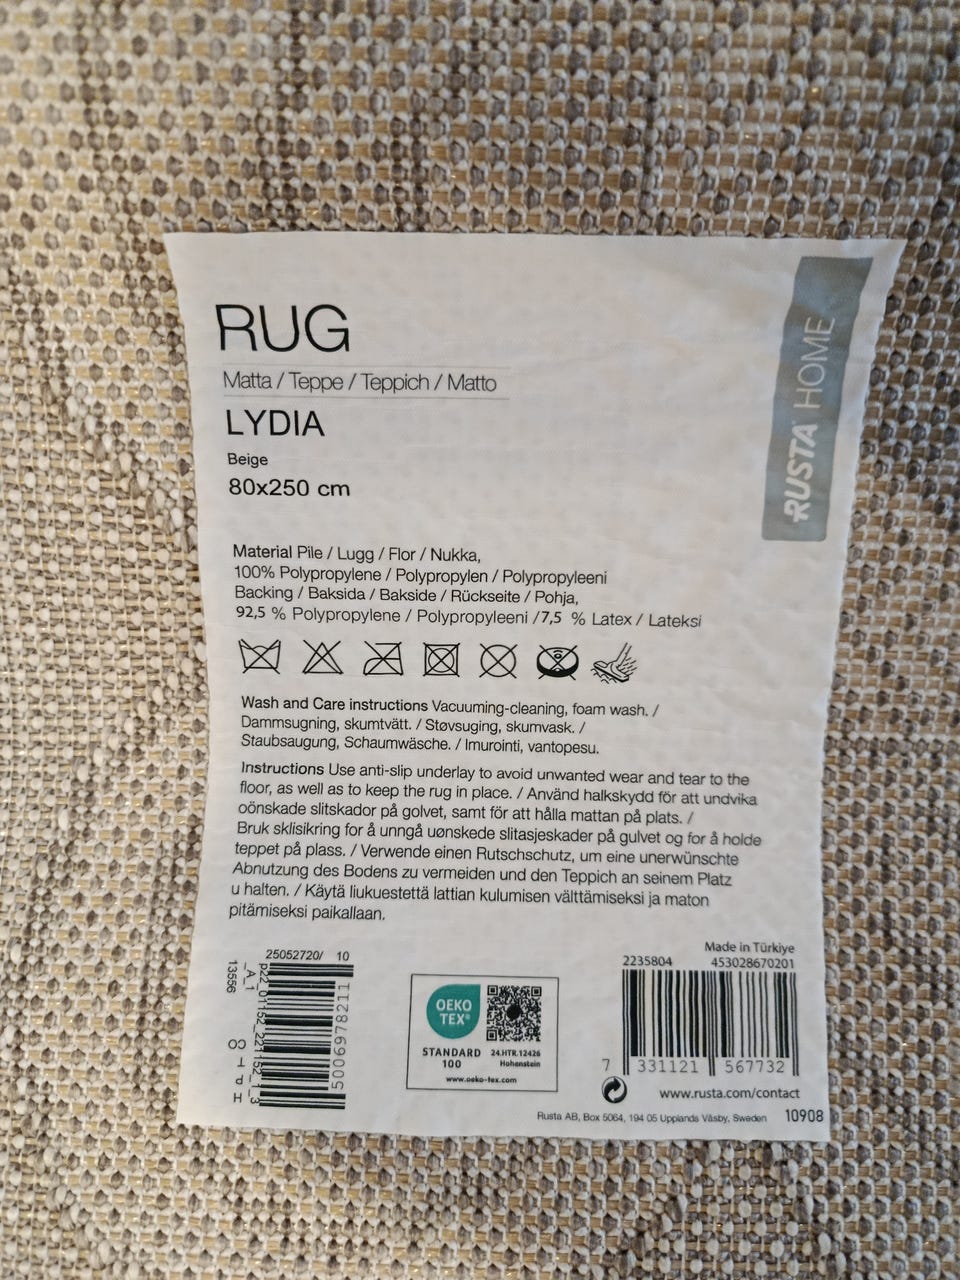 RUG
Matta / Teppe / Teppich / Matto
LYDIA
Beige
80x250 cm
RUSTA HOME
Material Pile / Lugg / Flor / Nukka,
100% Polypropylene / Polypropylen / Polypropyleeni
Backing / Baksida / Bakside / Rückseite / Pohja,
92,5 % Polypropylene / Polypropyleeni /7,5 % Latex / Lateksi
Wash and Care instructions Vacuuming-cleaning, foam wash. /
Dammsugning, skumtvätt. / Støvsuging, skumvask. /
Staubsaugung, Schaumwäsche. / Imurointi, vantopesu.
Instructions Use anti-slip underlay to avoid unwanted wear and tear to the
floor, as well as to keep the rug in place. / Använd halkskydd för att undvika
oönskade slitskador på golvet, samt för att hålla mattan på plats. /
Bruk sklisikring for å unngå uønskede slitasjeskader på gulvet og for å holde
teppet på plass. / Verwende einen Rutschschutz, um eine unerwünschte
Abnutzung des Bodens zu vermeiden und den Teppich an seinem Platz
u halten. / Käytä liukuestettä lattian kulumisen välttämiseksi ja maton
pitämiseksi paikallaan.
25052720/ 10
13556
_A_1
p22_01152_221152_1_3
H P T CO
5006978211
OEKO
TEX®
STANDARD
100
24.HTR.12426
Hohenstein
www.oeko-tex.com
Made in Türkiye
2235804 453028670201
7 331121 567732
www.rusta.com/contact
Rusta AB, Box 5064, 194 05 Upplands Väsby, Sweden 10908